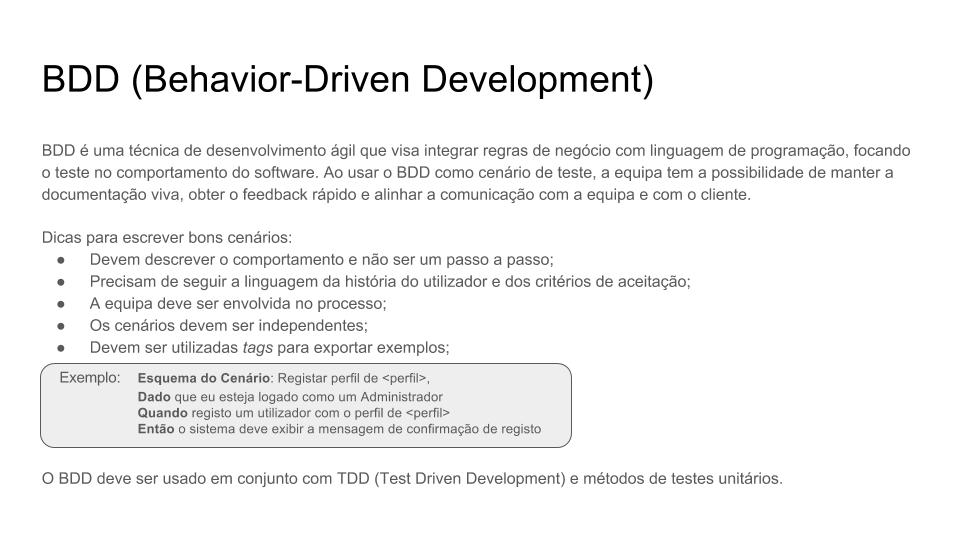 BDD (Behavior-Driven Development)
BDD é uma técnica de desenvolvimento ágil que visa integrar regras de negócio com linguagem de programação, focando
o teste no comportamento do software. Ao usar o BDD como cenário de teste, a equipa tem a possibilidade de manter a
documentação viva, obter o feedback rápido e alinhar a comunicação com a equipa e com o cliente.
Dicas para escrever bons cenários:
● Devem descrever o comportamento e não ser um passo a passo;
● Precisam de seguir a linguagem da história do utilizador e dos critérios de aceitação;
● A equipa deve ser envolvida no processo;
● Os cenários devem ser independentes;
● Devem ser utilizadas tags para exportar exemplos;
Exemplo: Esquema do Cenário: Registar perfil de <perfil>,
Dado que eu esteja logado como um Administrador
Quando registo um utilizador com o perfil de <perfil>
Então o sistema deve exibir a mensagem de confirmação de registo
O BDD deve ser usado em conjunto com TDD (Test Driven Development) e métodos de testes unitários.